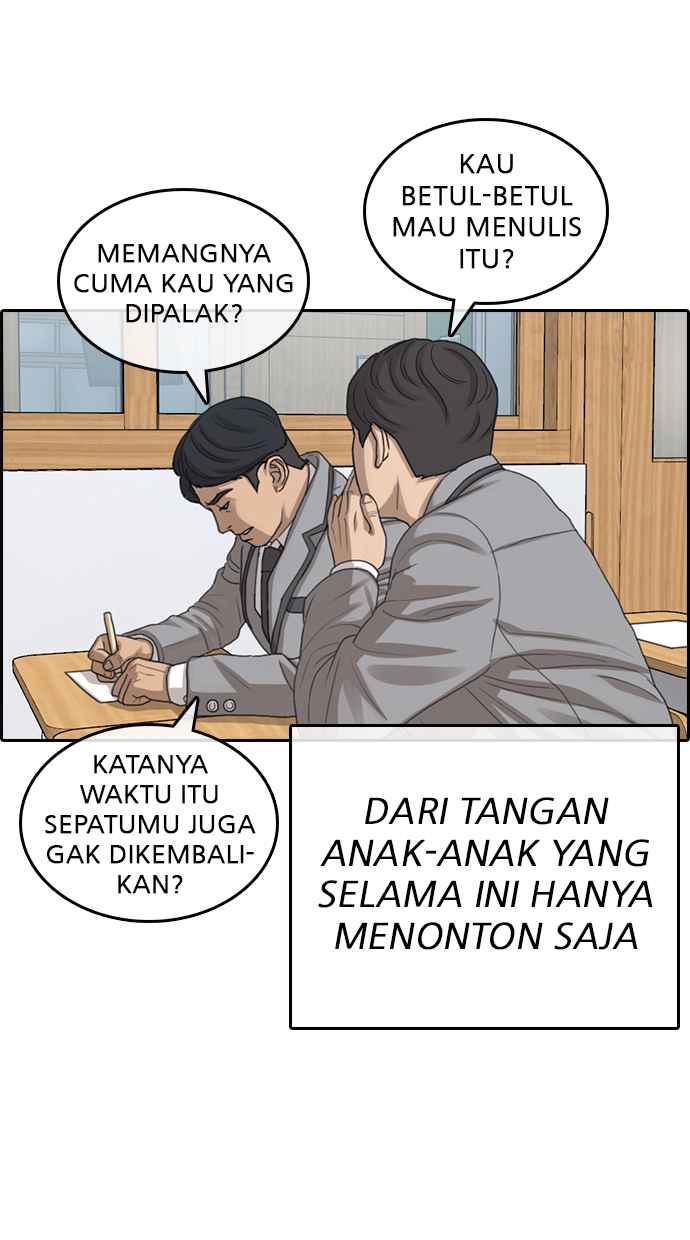 KAU
BETUL-BETUL
MAU MENULIS
ITU?
MEMANGNYA
CUMA KAU YANG
DIPALAK?
KATANYA
WAKTU ITU
SEPATUMU JUGA
GAK DIKEMBALI-
KAN?
DARI TANGAN
ANAK-ANAK YANG
SELAMA INI HANYA
MENONTON SAJA